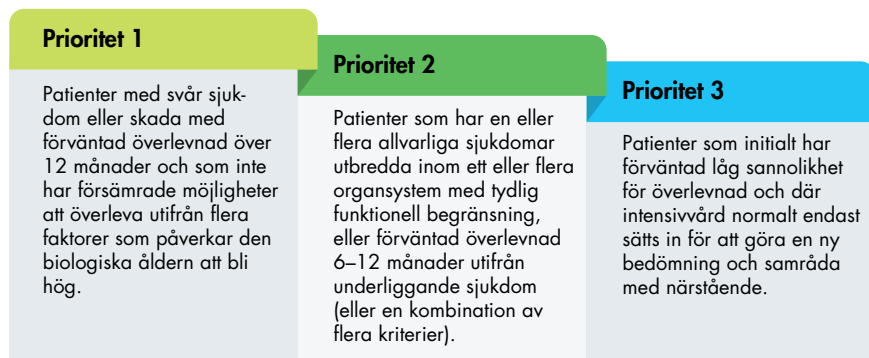 Prioritet 1
Patienter med svår sjuk-
dom eller skada med
förväntad överlevnad över
12 månader och som inte
har försämrade möjligheter
att överleva utifrån flera
faktorer som påverkar den
biologiska åldern att bli
hög.
Prioritet 2
Patienter som har en eller
flera allvarliga sjukdomar
utbredda inom ett eller flera
organsystem med tydlig
funktionell begränsning,
eller förväntad överlevnad
6–12 månader utifrån
underliggande sjukdom
(eller en kombination av
flera kriterier).
Prioritet 3
Patienter som initialt har
förväntad låg sannolikhet
för överlevnad och där
intensivvård normalt endast
sätts in för att göra en ny
bedömning och samråda
med närstående.